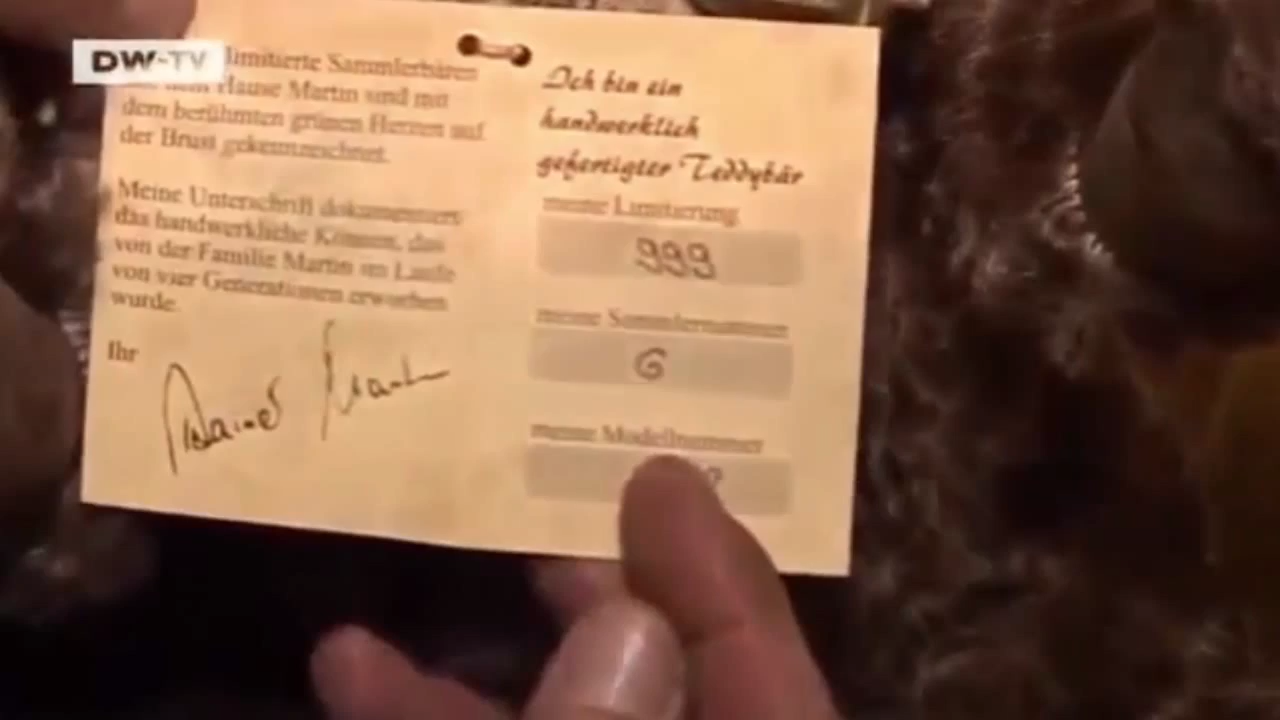 DW-TV
limitierte Sammlerbären
dem Hause Martin sind mit
dem berühmten grünen Herzen auf
der Brust gekennzeichnet.
Meine Unterschrift dokumentiert
das handwerkliche Können, das
von der Familie Martin im Laufe
von vier Generationen erworben
wurde.
Ihr
Ich bin ein
handwerklich
gefertigter Teddybär
meine Limitierung
999
meine Sammlernummer
6
meine Modellnummer